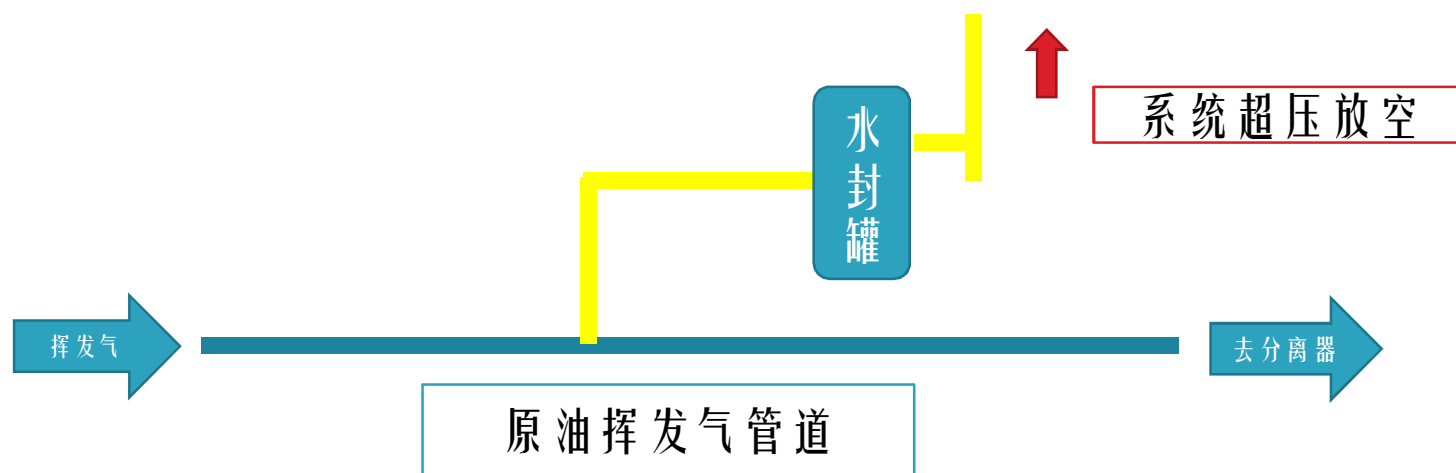 系统超压放空
水封罐
挥发气
去分离器
原油挥发气管道